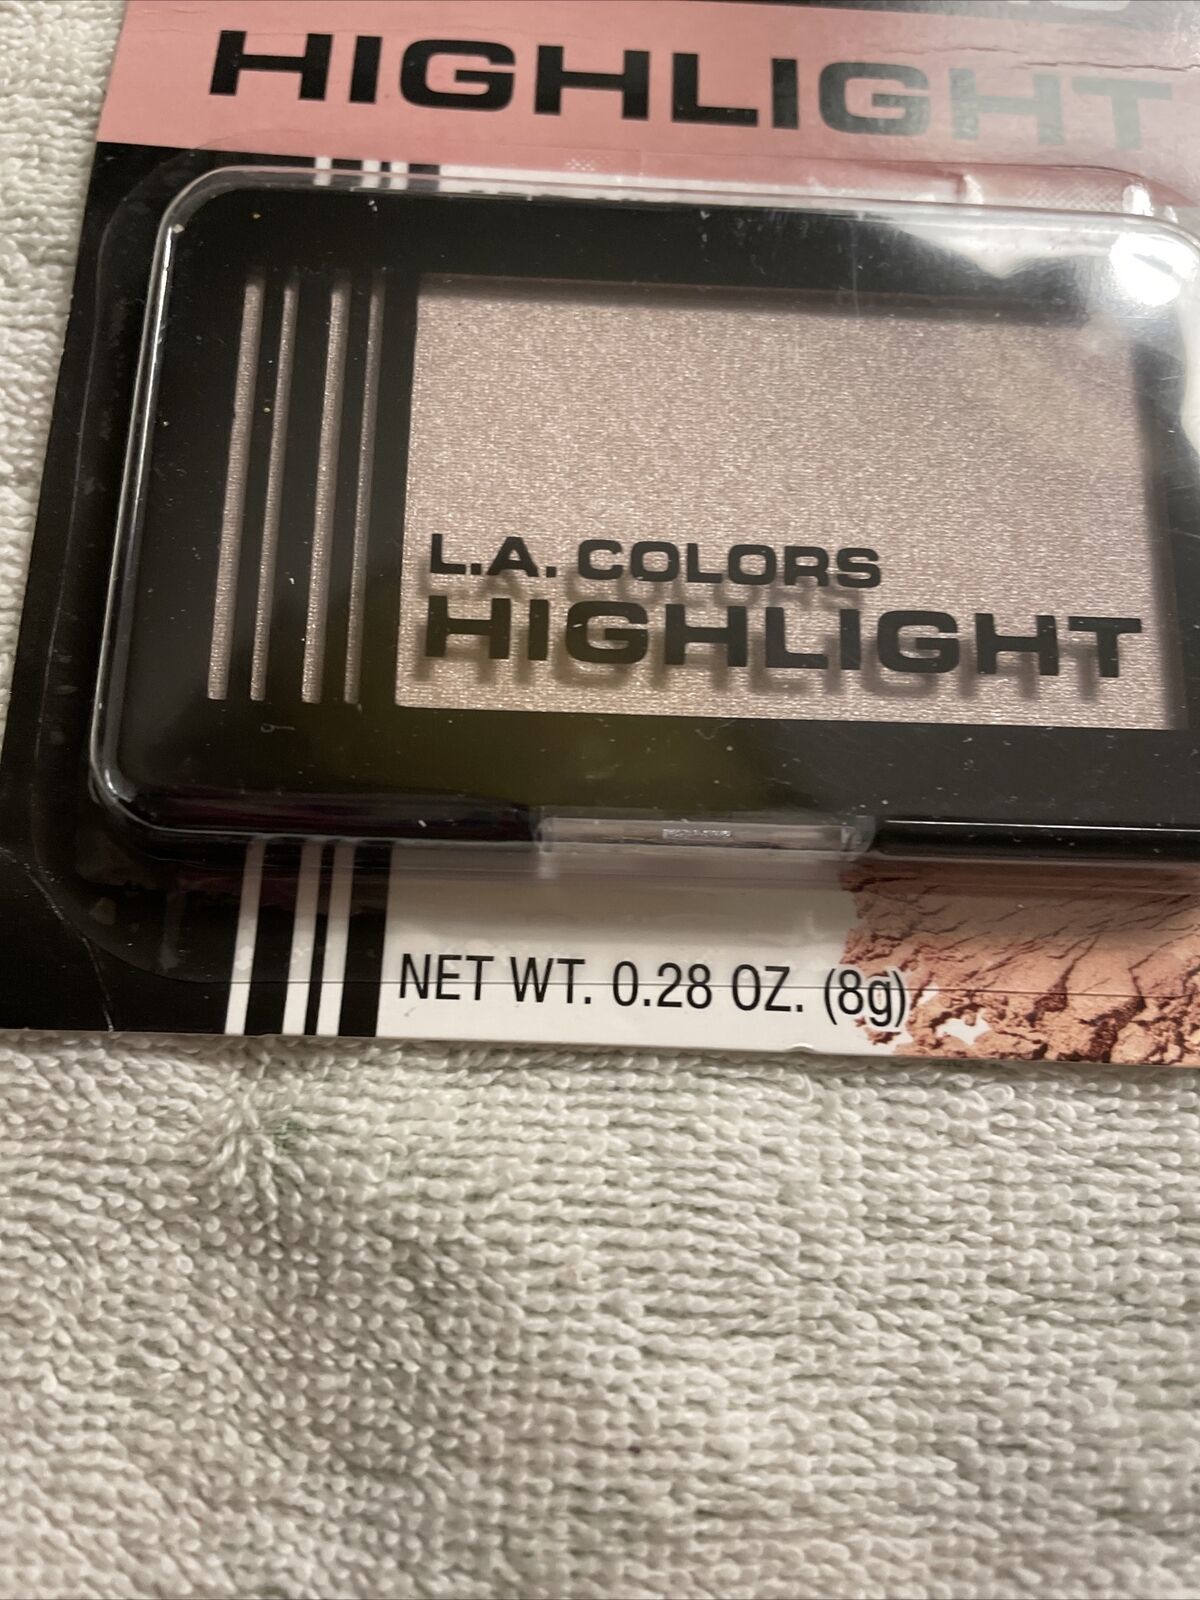 HIGHLIGHT
L.A. COLORS
HIGHLIGHT
NET WT. 0.28 OZ. (8g)